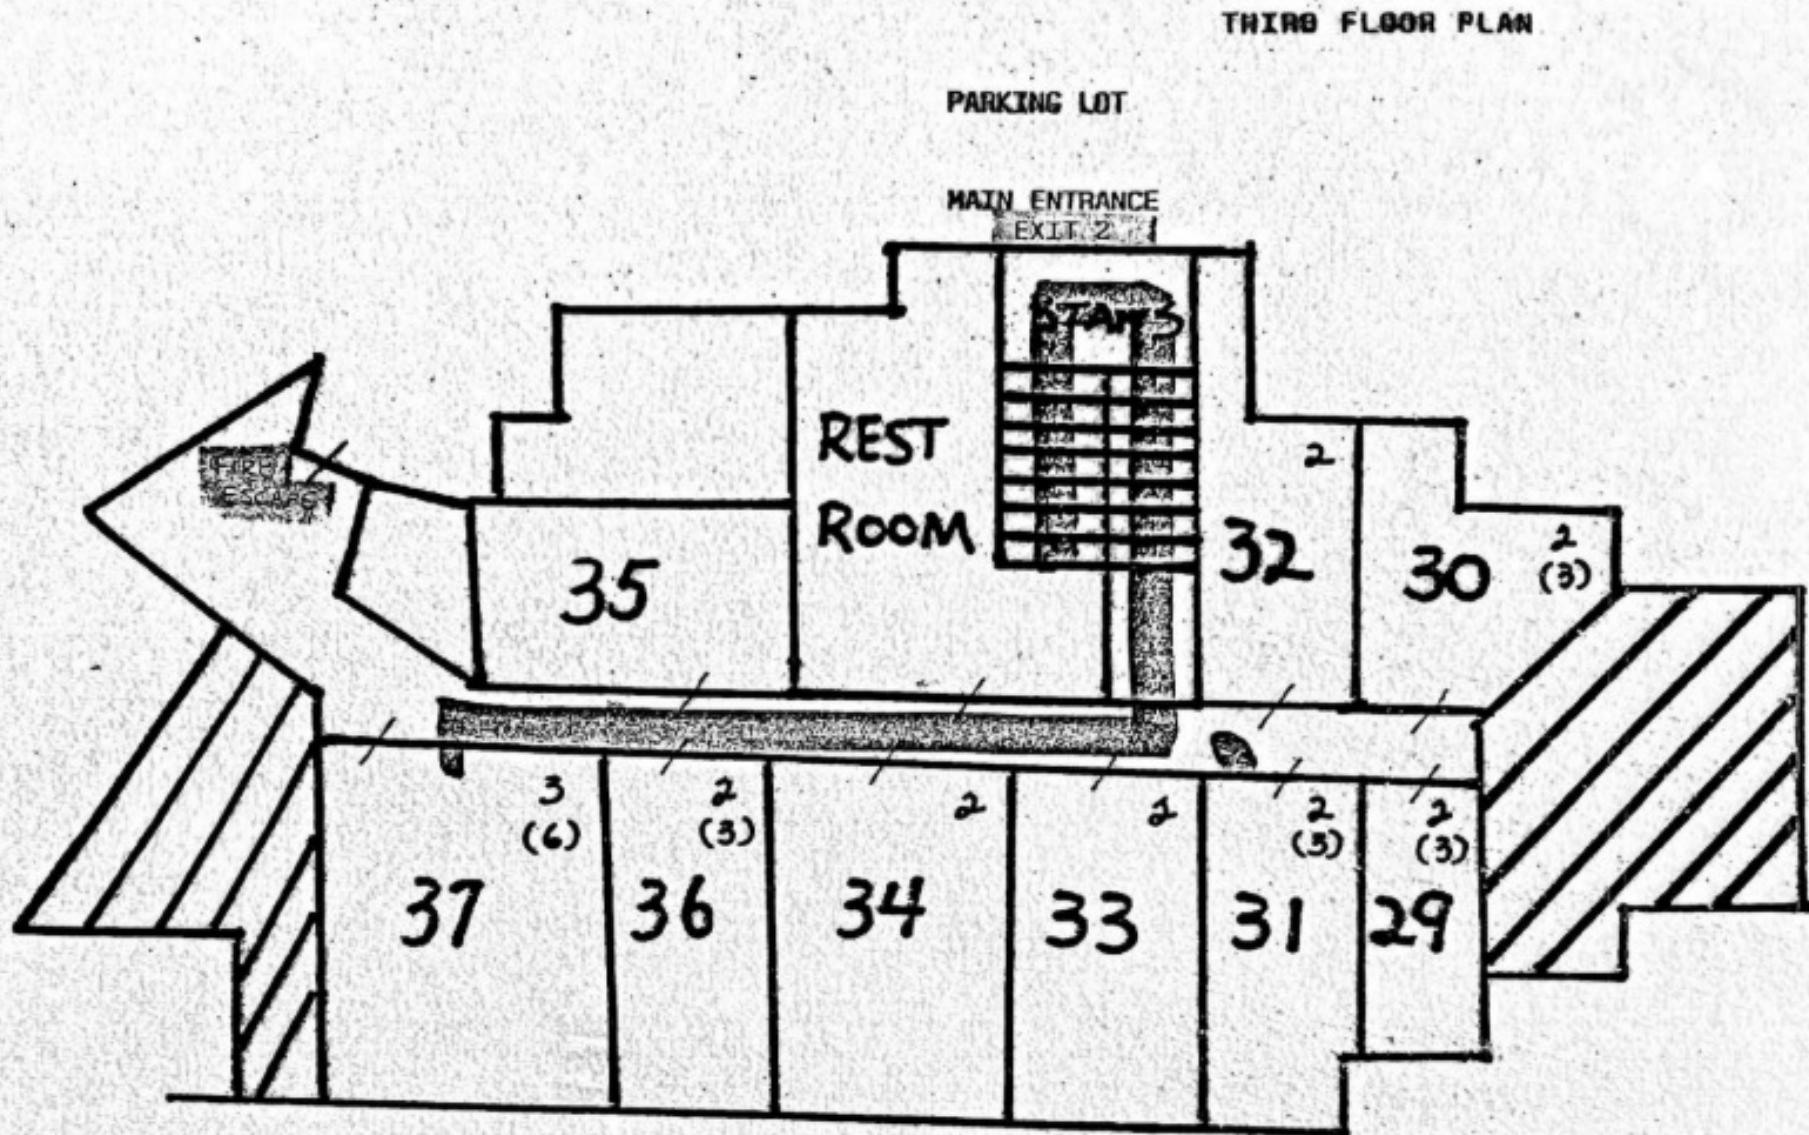 THIRD FLOOR PLAN
PARKING LOT
MAIN ENTRANCE
EXIT 2
STAIRS
FIRE
ESCAPE
REST
ROOM
2
32
30
2
(3)
35
3
(6)
37
2
(3)
36
2
34
2
33
2
(3)
31
2
(3)
29